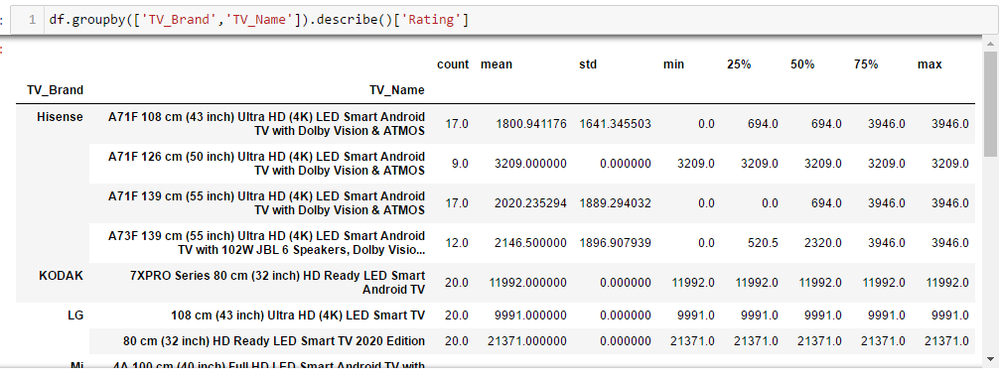 : 1 df.groupby(['TV_Brand','TV_Name']).describe()['Rating']
:
count mean std min 25% 50% 75% max
TV_Brand TV_Name
Hisense A71F 108 cm (43 inch) Ultra HD (4K) LED Smart Android
TV with Dolby Vision & ATMOS 17.0 1800.941176 1641.345503 0.0 694.0 694.0 3946.0 3946.0
A71F 126 cm (50 inch) Ultra HD (4K) LED Smart Android
TV with Dolby Vision & ATMOS 9.0 3209.000000 0.000000 3209.0 3209.0 3209.0 3209.0 3209.0
A71F 139 cm (55 inch) Ultra HD (4K) LED Smart Android
TV with Dolby Vision & ATMOS 17.0 2020.235294 1889.294032 0.0 0.0 694.0 3946.0 3946.0
A73F 139 cm (55 inch) Ultra HD (4K) LED Smart Android
TV with 102W JBL 6 Speakers, Dolby Visio... 12.0 2146.500000 1896.907939 0.0 520.5 2320.0 3946.0 3946.0
KODAK 7XPRO Series 80 cm (32 inch) HD Ready LED Smart
Android TV 20.0 11992.000000 0.000000 11992.0 11992.0 11992.0 11992.0 11992.0
LG 108 cm (43 inch) Ultra HD (4K) LED Smart TV 20.0 9991.000000 0.000000 9991.0 9991.0 9991.0 9991.0 9991.0
80 cm (32 inch) HD Ready LED Smart TV 2020 Edition 20.0 21371.000000 0.000000 21371.0 21371.0 21371.0 21371.0 21371.0
Mi 4A 100 cm (40 inch) Full HD LED Smart Android TV with